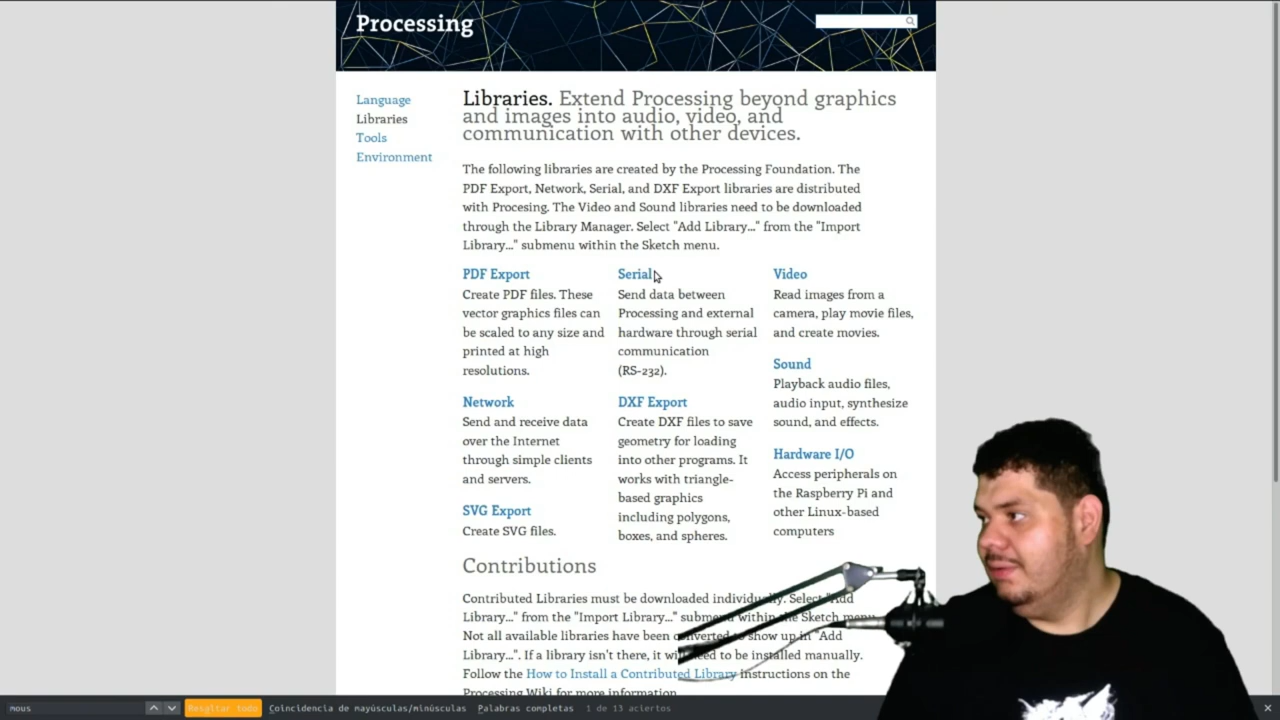 Processing
Language
Libraries
Tools
Environment
Libraries. Extend Processing beyond graphics
and images into audio, video, and
communication with other devices.
The following libraries are created by the Processing Foundation. The
PDF Export, Network, Serial, and DXF Export libraries are distributed
with Procesing. The Video and Sound libraries need to be downloaded
through the Library Manager. Select "Add Library..." from the "Import
Library..." submenu within the Sketch menu.
PDF Export
Create PDF files. These
vector graphics files can
be scaled to any size and
printed at high
resolutions.
Network
Send and receive data
over the Internet
through simple clients
and servers.
SVG Export
Create SVG files.
Serial
Send data between
Processing and external
hardware through serial
communication
(RS-232).
DXF Export
Create DXF files to save
geometry for loading
into other programs. It
works with triangle-
based graphics
including polygons,
boxes, and spheres.
Video
Read images from a
camera, play movie files,
and create movies.
Sound
Playback audio files,
audio input, synthesize
sound, and effects.
Hardware I/O
Access peripherals on
the Raspberry Pi and
other Linux-based
computers
Contributions
Contributed Libraries must be downloaded individually. Select "Add
Library..." from the "Import Library..." submenu within the Sketch menu.
Not all available libraries have been converted to show up in "Add
Library...". If a library isn't there, it will need to be installed manually.
Follow the How to Install a Contributed Library instructions on the
Processing Wiki for more information.
mous Resaltar todo Coincidencia de mayúsculas/minúsculas Palabras completas 1 de 13 aciertos